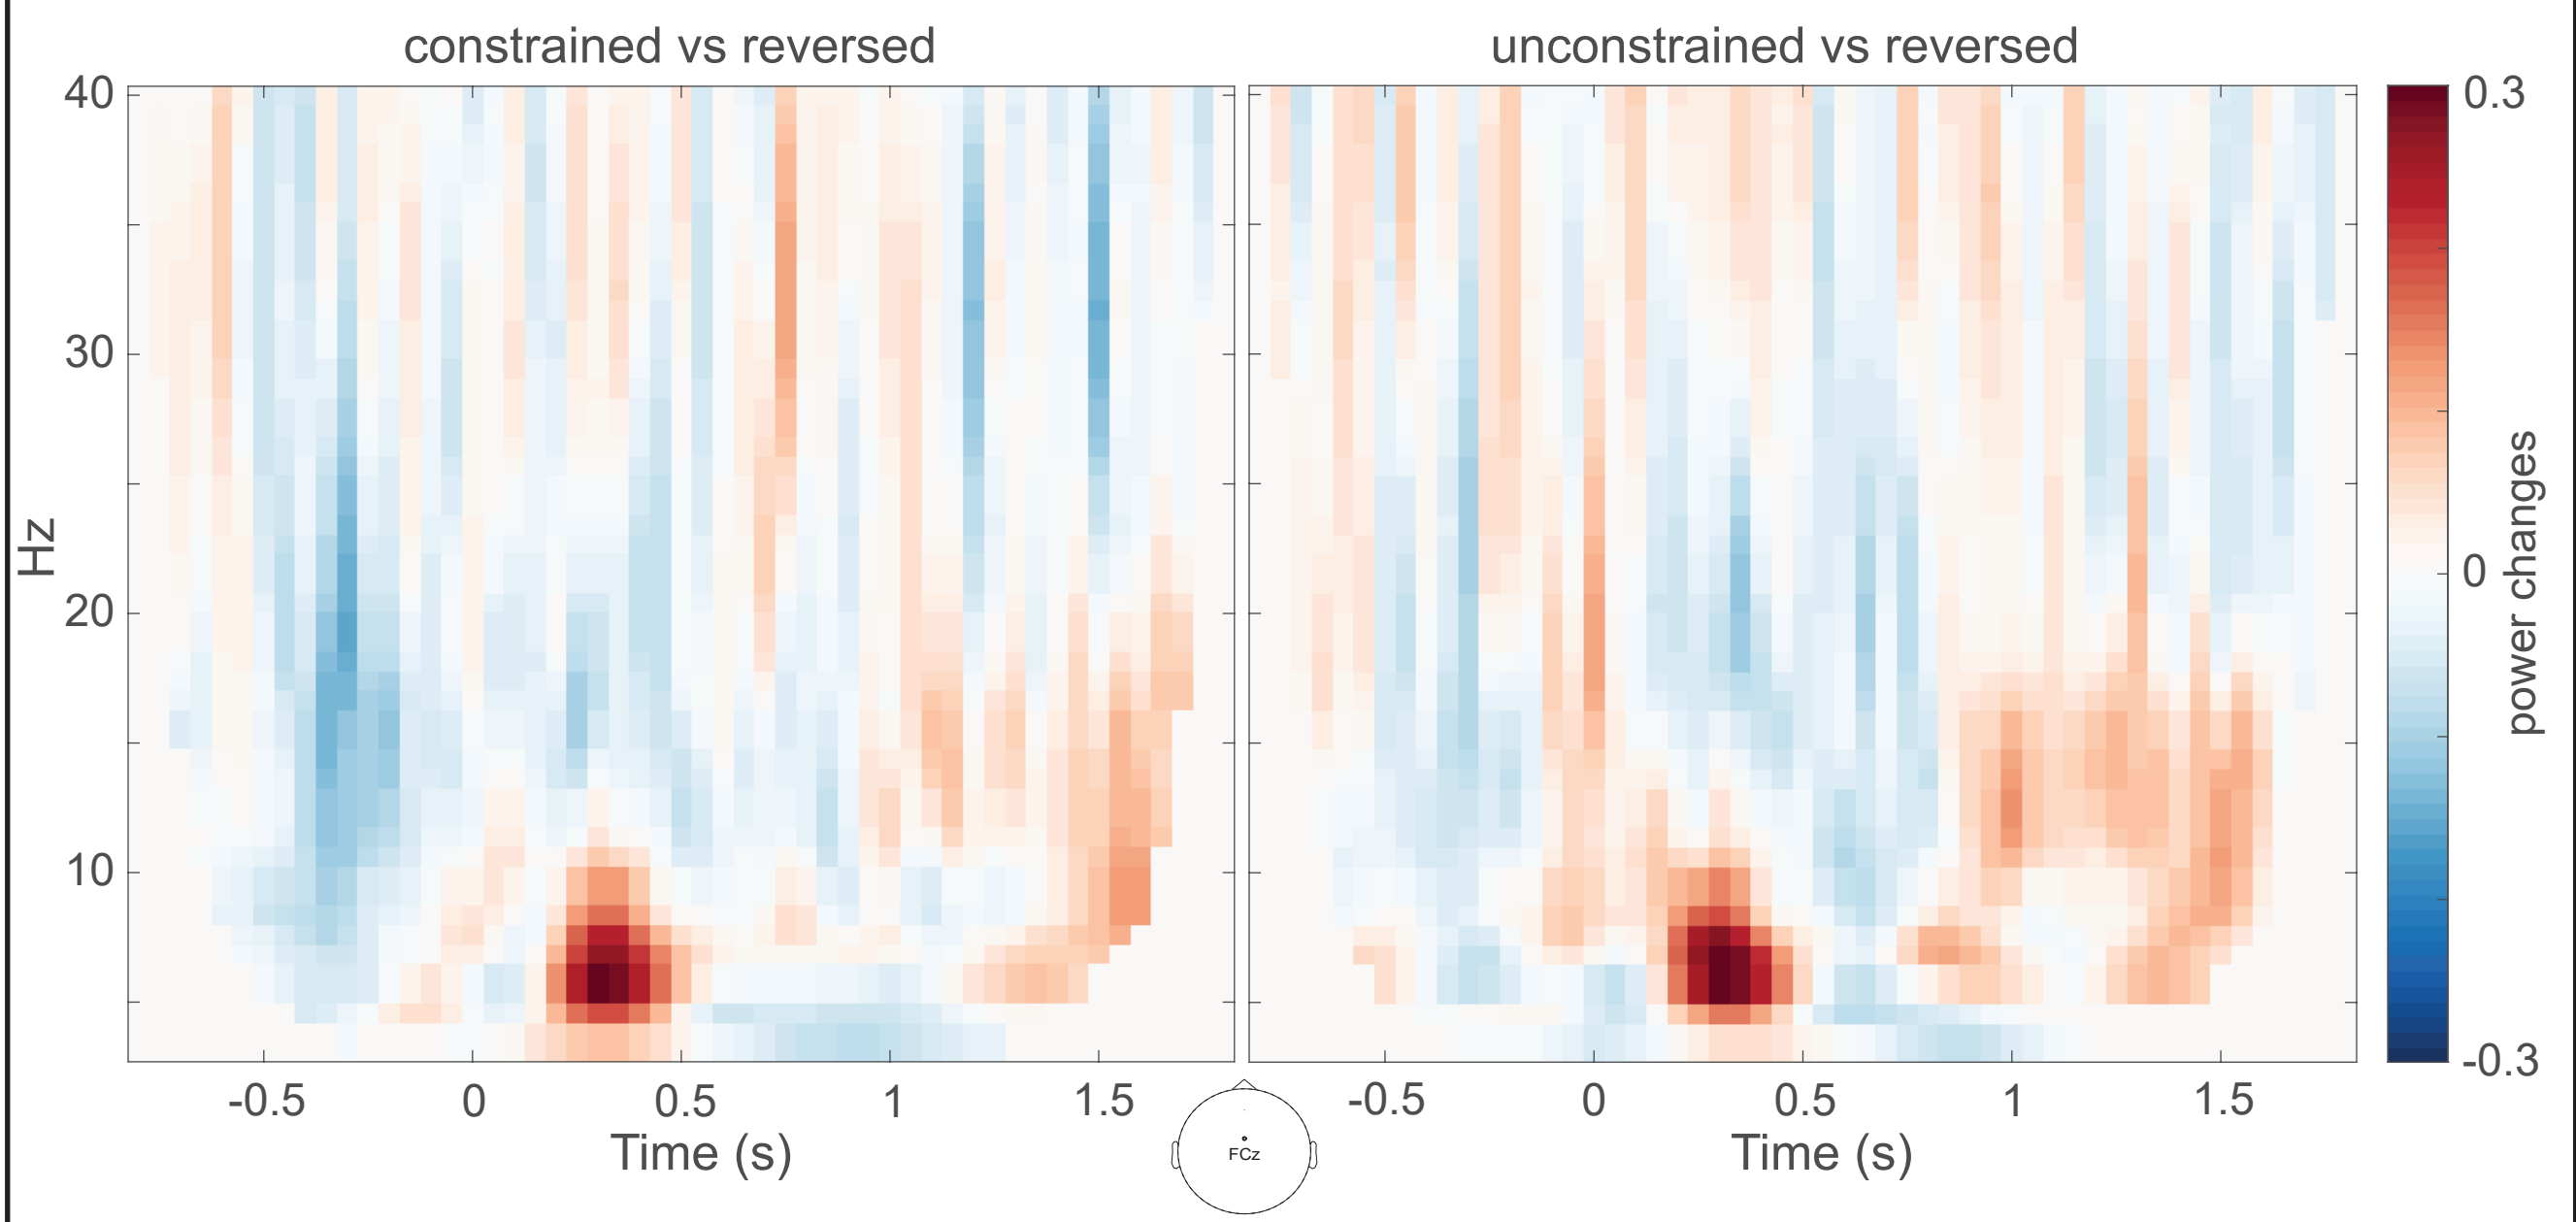 constrained vs reversed
unconstrained vs reversed
40
30
20
10
Hz
-0.5 0 0.5 1 1.5
Time (s)
-0.5 0 0.5 1 1.5
Time (s)
FCz
0.3
0
-0.3
power changes